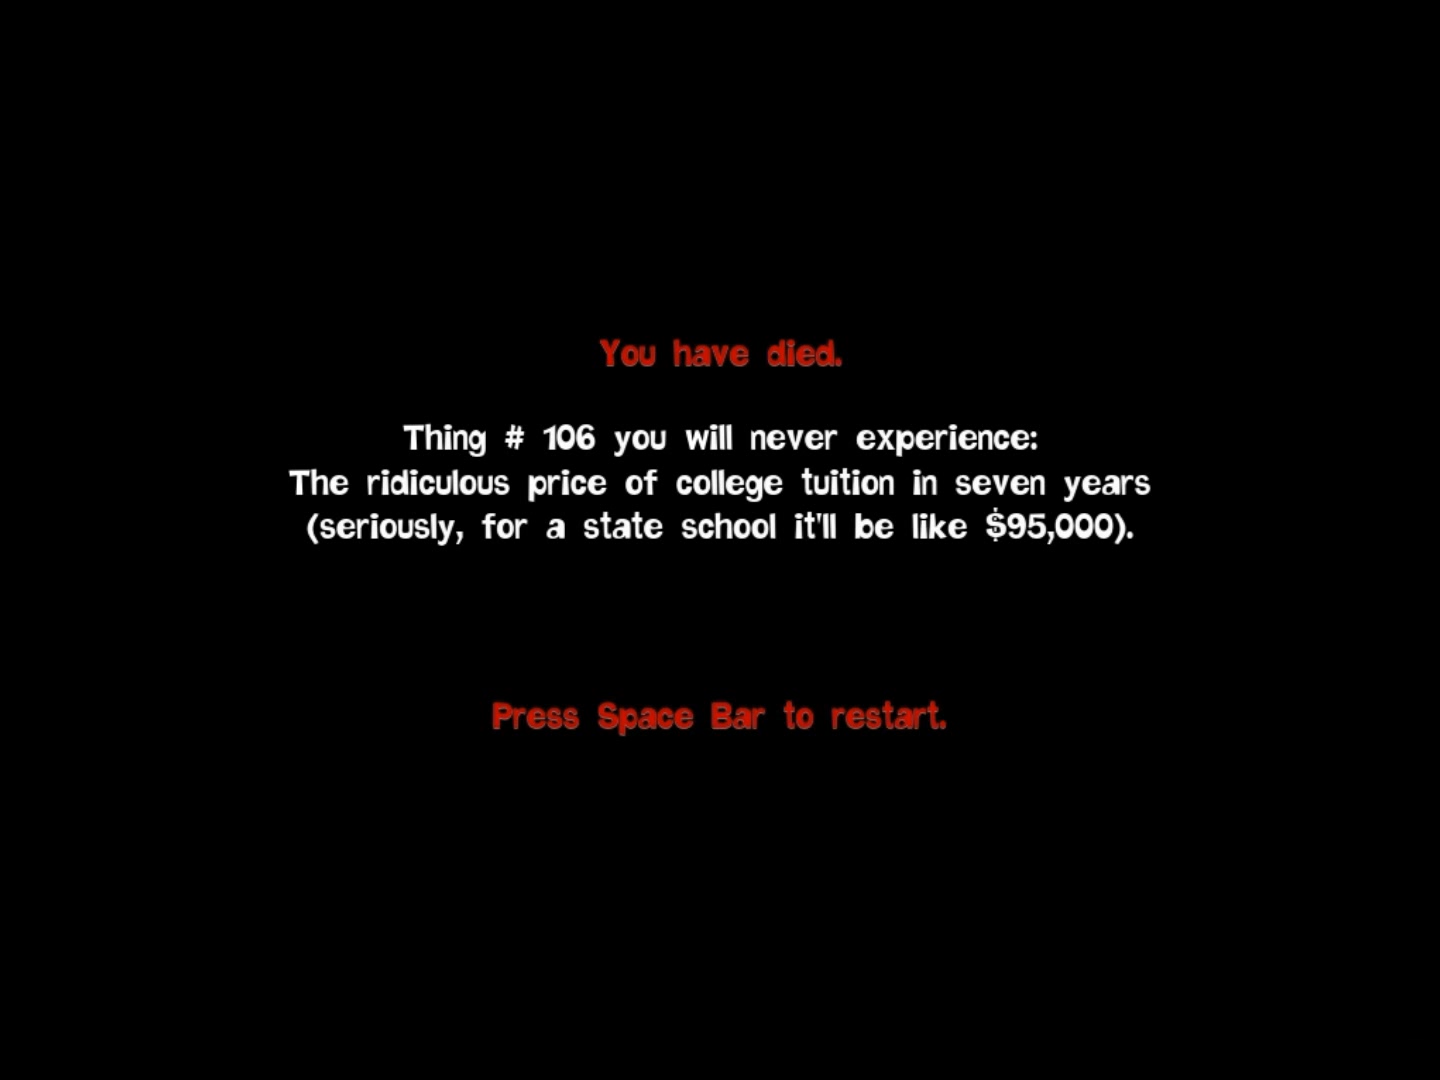 You have died.
Thing # 106 you will never experience:
The ridiculous price of college tuition in seven years
(seriously, for a state school it'll be like $95,000).
Press Space Bar to restart.